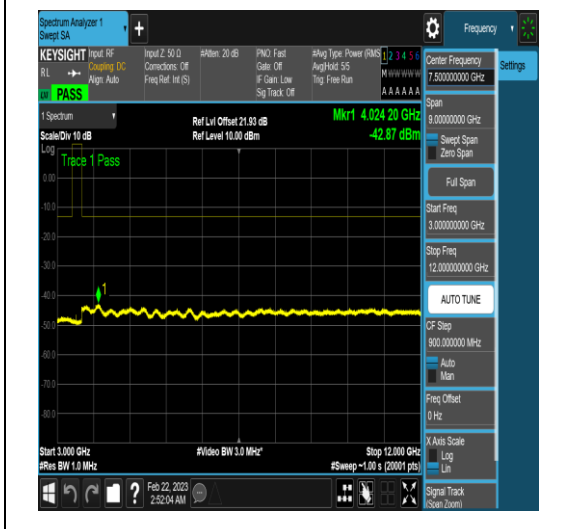 Spectrum Analyzer 1
Swept SA
+
Frequency
KEYSIGHT
RL
Input: RF
Coupling: DC
Align: Auto
Input Z: 50 Ω
Corrections: Off
Freq Ref: Int (S)
#Atten: 20 dB
PNO: Fast
Gate: Off
IF Gain: Low
Sig Track: Off
#Avg Type: Power (RMS
Avg|Hold: 5/5
Trig: Free Run
1 2 3 4 5 6
M W W W W W
A A A A A A
PASS
1 Spectrum
Scale/Div 10 dB
Ref Lvl Offset 21.93 dB
Ref Level 10.00 dBm
Mkr1 4.024 20 GHz
-42.87 dBm
Log
Trace 1 Pass
0.00
-10.0
-20.0
-30.0
-40.0
-50.0
-60.0
-70.0
-80.0
1
Start 3.000 GHz
#Res BW 1.0 MHz
#Video BW 3.0 MHz*
Stop 12.000 GHz
#Sweep ~1.00 s (20001 pts)
?
Feb 22, 2023
2:52:04 AM
Settings
Center Frequency
7.500000000 GHz
Span
9.00000000 GHz
Swept Span
Zero Span
Full Span
Start Freq
3.000000000 GHz
Stop Freq
12.000000000 GHz
AUTO TUNE
CF Step
900.000000 MHz
Auto
Man
Freq Offset
0 Hz
X Axis Scale
Log
Lin
Signal Track
(Span Zoom)